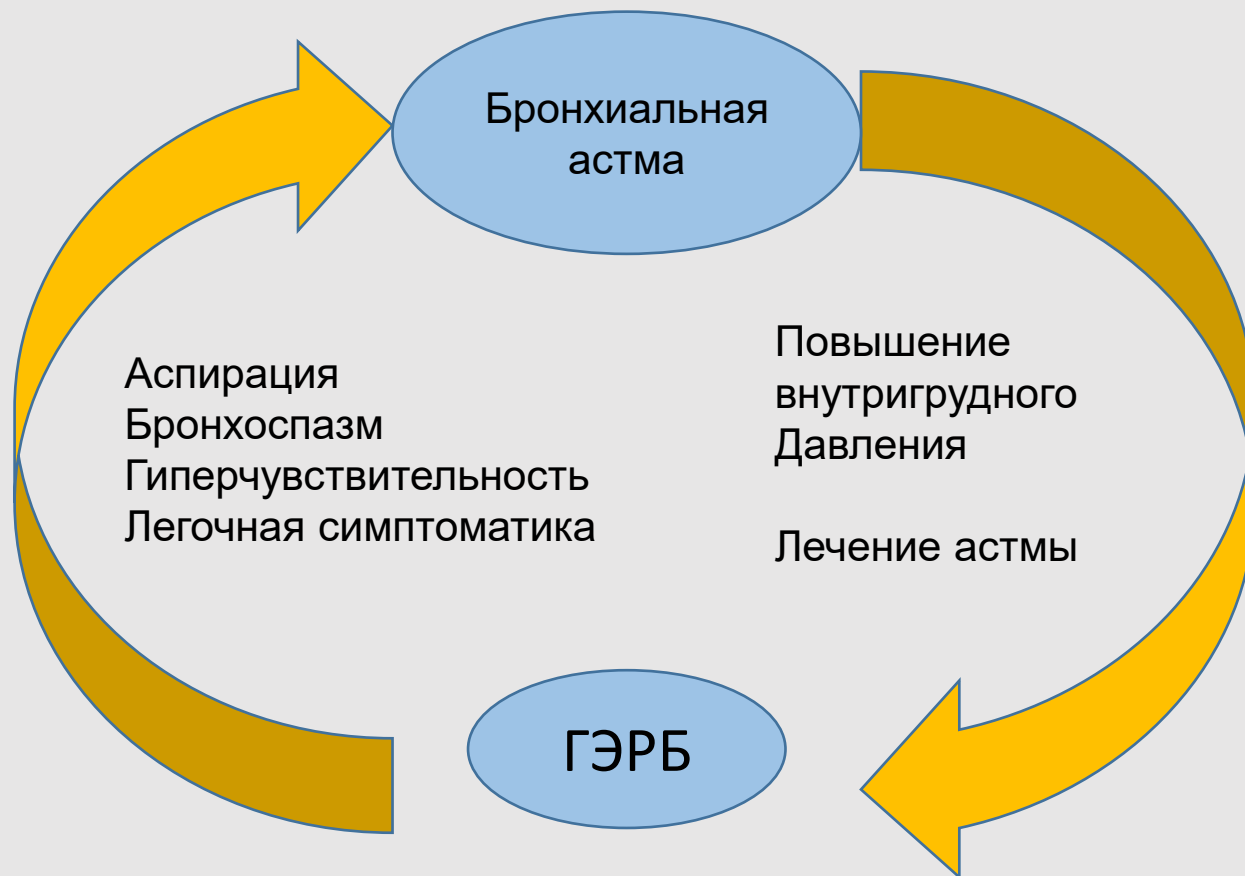 Бронхиальная
астма
Аспирация
Бронхоспазм
Гиперчувствительность
Легочная симптоматика
Повышение
внутригрудного
Давления
Лечение астмы
ГЭРБ